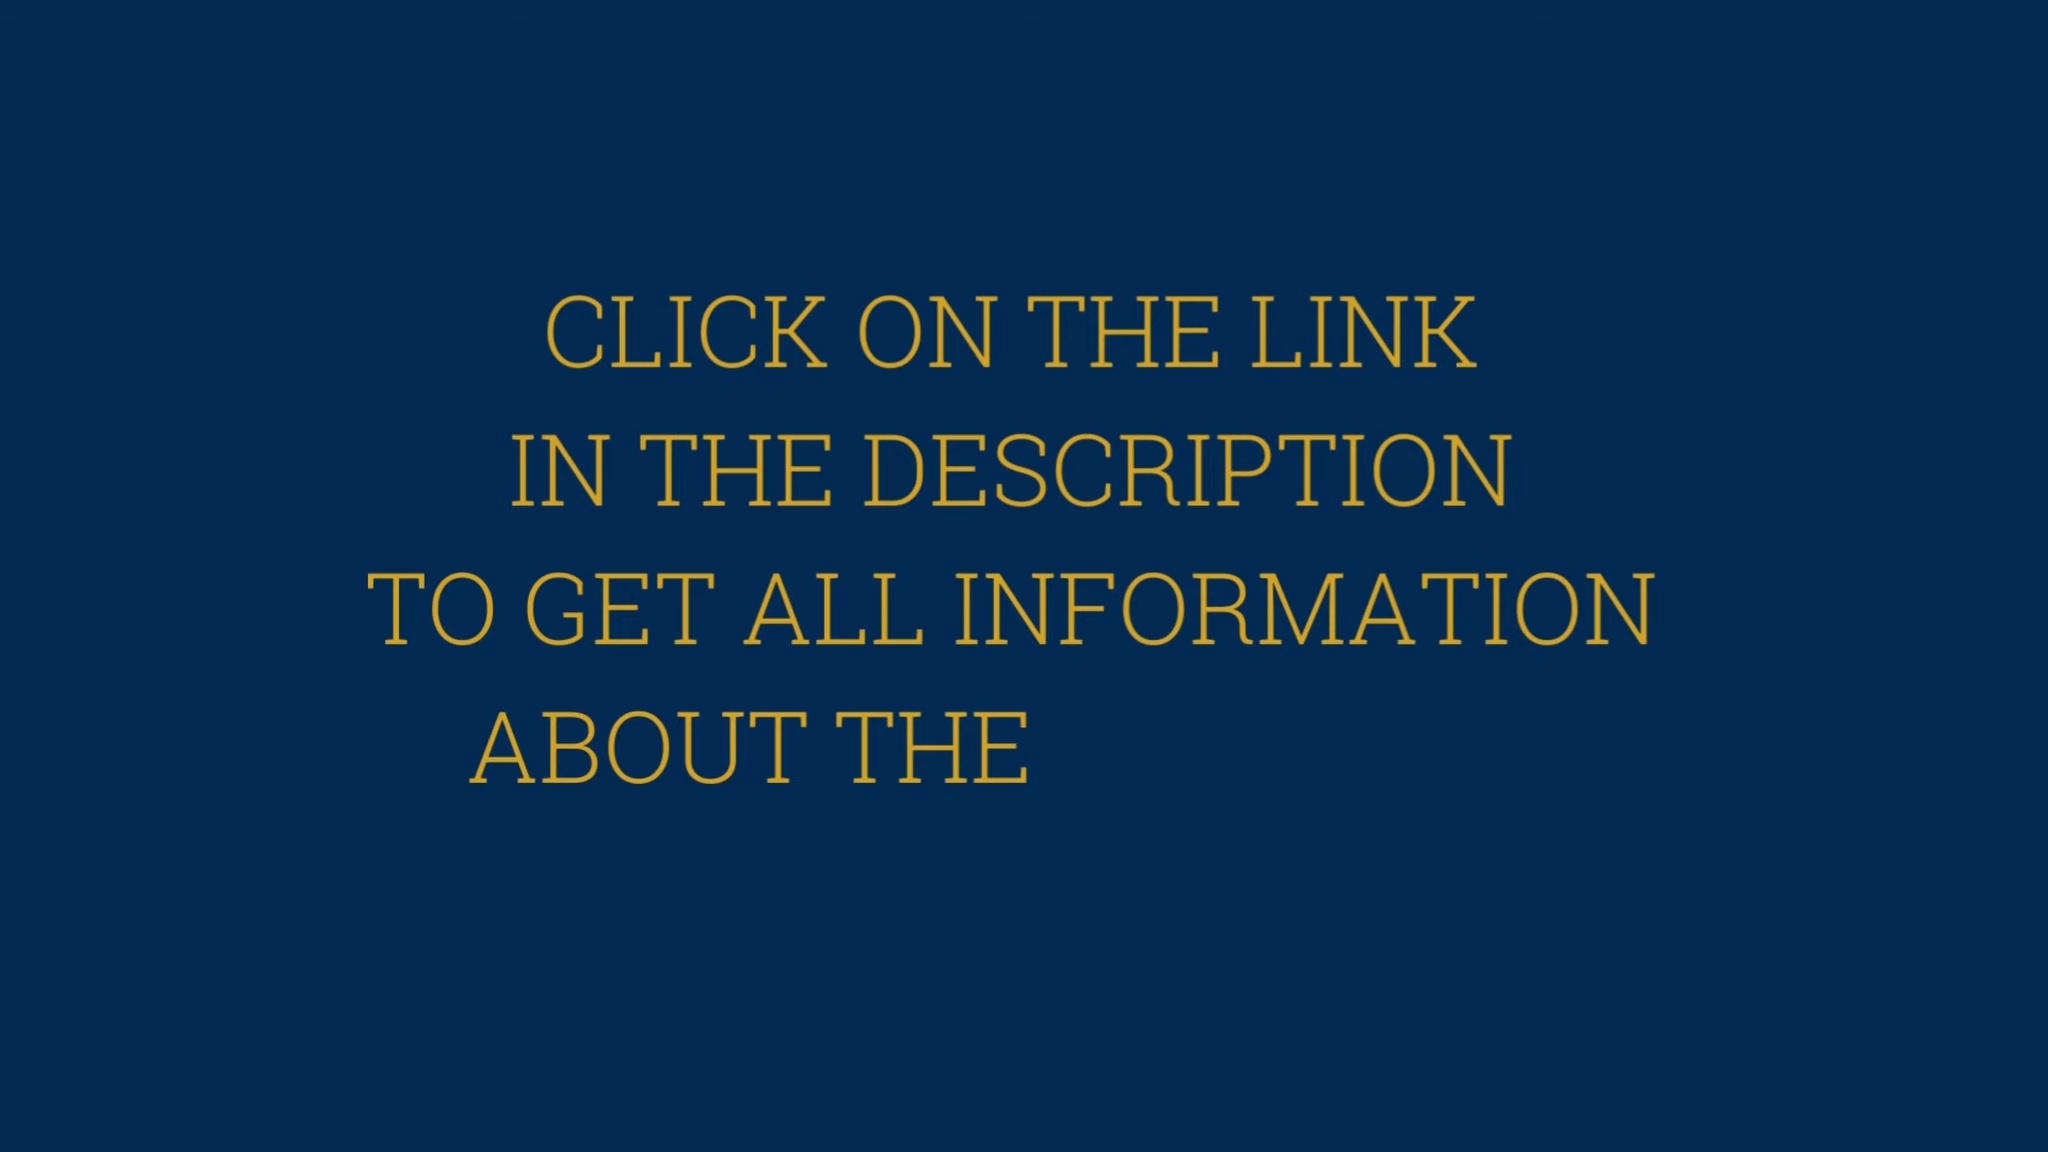 CLICK ON THE LINK
IN THE DESCRIPTION
TO GET ALL INFORMATION
ABOUT THE